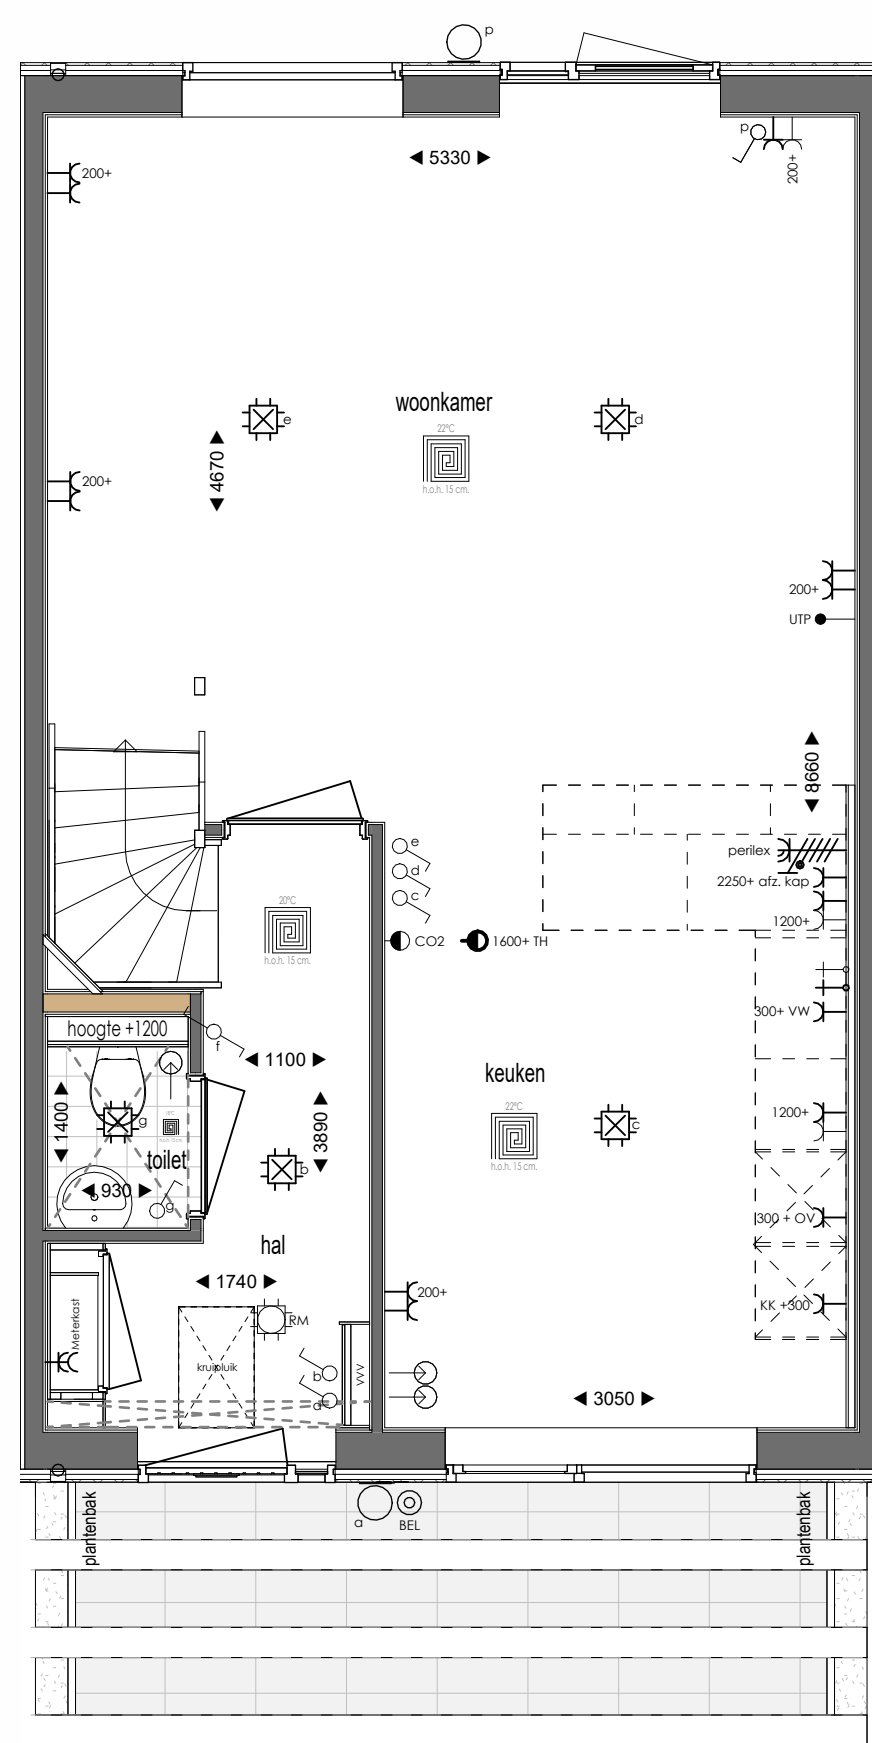 p
◄ 5330 ►
p
200+
200+
e
woonkamer
d
22°C
h.o.h. 15 cm.
◄ 4670 ►
200+
200+
UTP
◄ 8660 ►
e
perilex
d
2250+ afz. kap
c
1200+
20°C
h.o.h. 15 cm.
CO2
1600+ TH
300+ VW
hoogte +1200
f
◄ 1100 ►
keuken
22°C
h.o.h. 15 cm.
◄ 1400 ►
g
◄ 3890 ►
1200+
c
toilet
b
◄ 930 ►
g
300 + OV
hal
◄ 1740 ►
200+
KK +300
RM
Meterkast
kruipluik
b
VVV
a
◄ 3050 ►
plantenbak
a
BEL
plantenbak